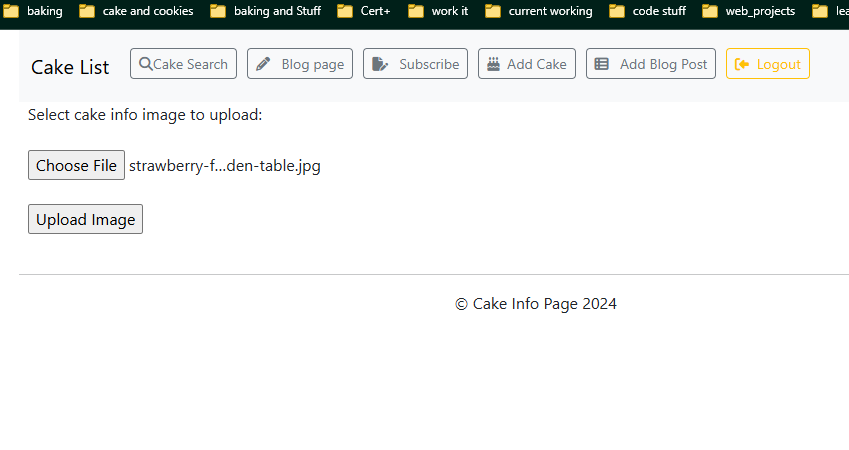 baking cake and cookies baking and Stuff Cert+ work it current working code stuff web_projects
Cake List Cake Search Blog page Subscribe Add Cake Add Blog Post Logout
Select cake info image to upload:
Choose File strawberry-f...den-table.jpg
Upload Image
© Cake Info Page 2024